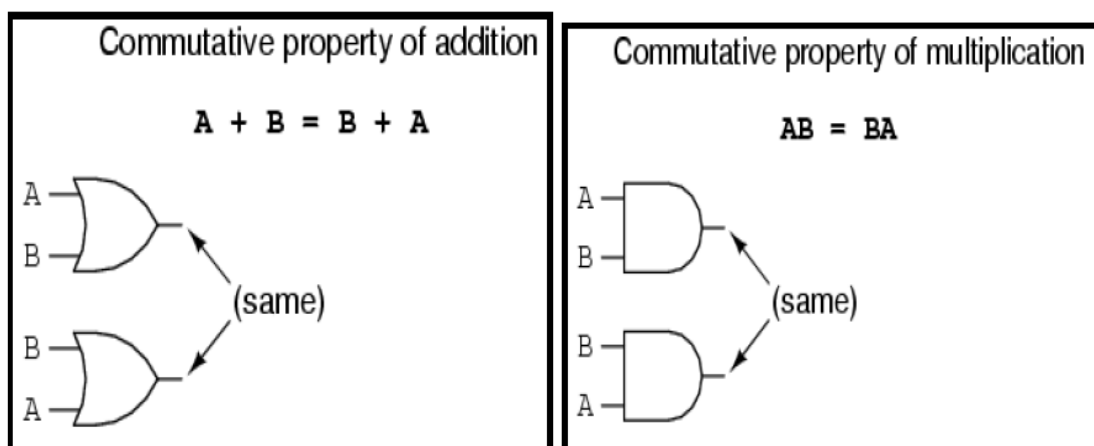 Commutative property of addition
A + B = B + A
A
B
(same)
B
A
Commutative property of multiplication
AB = BA
A
B
(same)
B
A